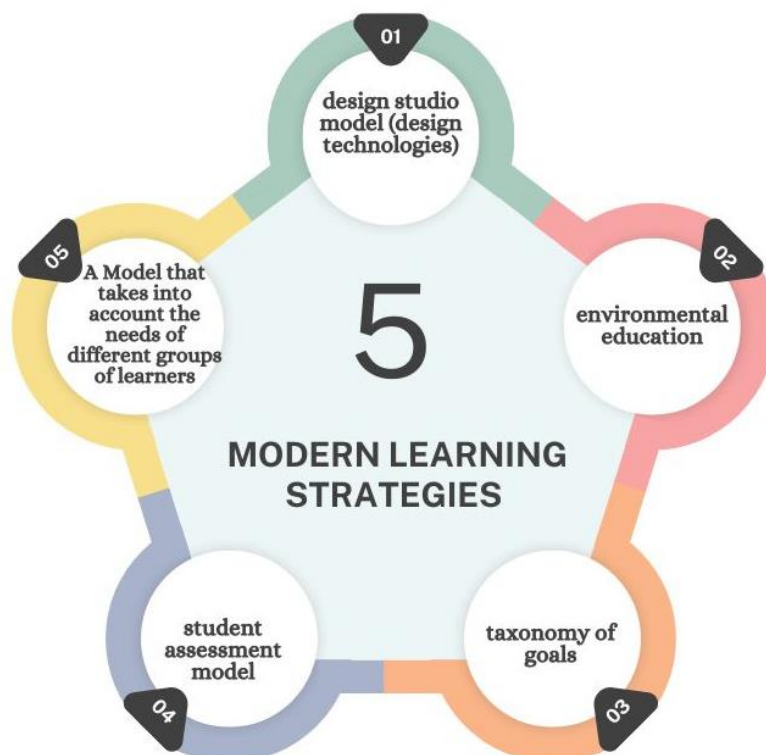 01
design studio
model (design
technologies)
02
environmental
education
03
taxonomy of
goals
04
student
assessment
model
05
A Model that
takes into
account the
needs of
different groups
of learners
5
MODERN LEARNING
STRATEGIES